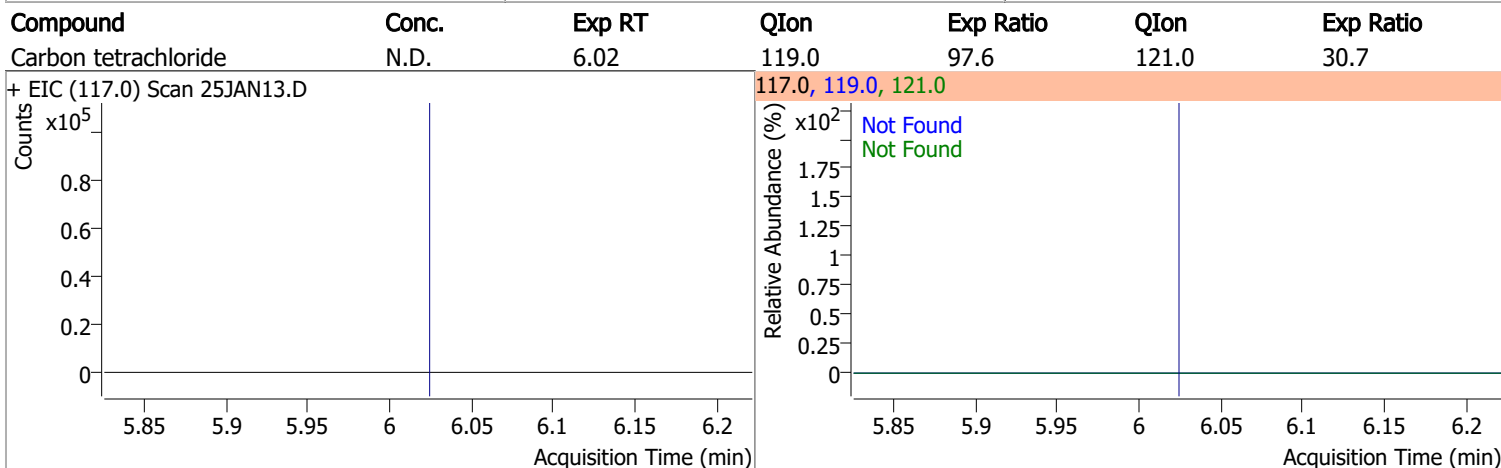 Compound Conc. Exp RT QIon Exp Ratio QIon Exp Ratio
Carbon tetrachloride N.D. 6.02 119.0 97.6 121.0 30.7
+ EIC (117.0) Scan 25JAN13.D
Counts
x10⁵
0.8
0.6
0.4
0.2
0
5.85 5.9 5.95 6 6.05 6.1 6.15 6.2
Acquisition Time (min)
117.0, 119.0, 121.0
Relative Abundance (%)
x10²
Not Found
Not Found
1.75
1.5
1.25
1
0.75
0.5
0.25
0
5.85 5.9 5.95 6 6.05 6.1 6.15 6.2
Acquisition Time (min)